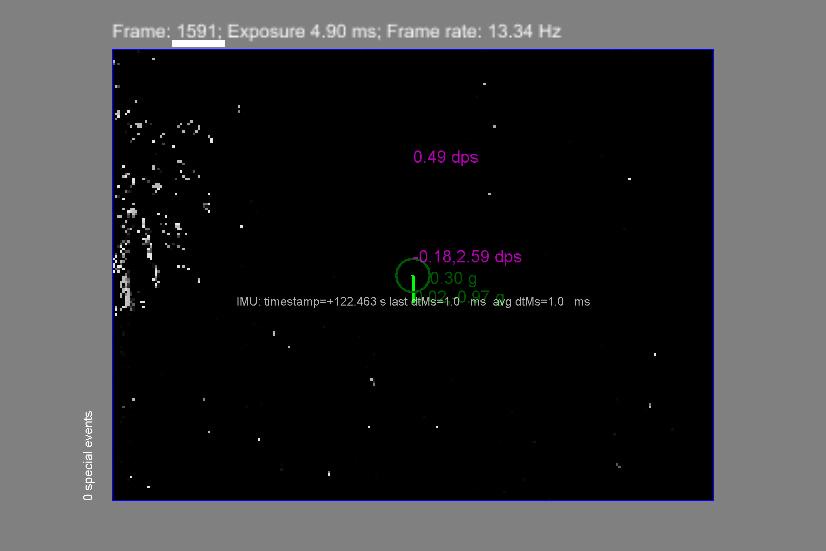 Frame: 1591; Exposure 4.90 ms; Frame rate: 13.34 Hz
0.49 dps
-0.18,2.59 dps
0.30 g
IMU: timestamp=+122.463 s last dtMs=1.0 ms avg dtMs=1.0 ms
0 special events